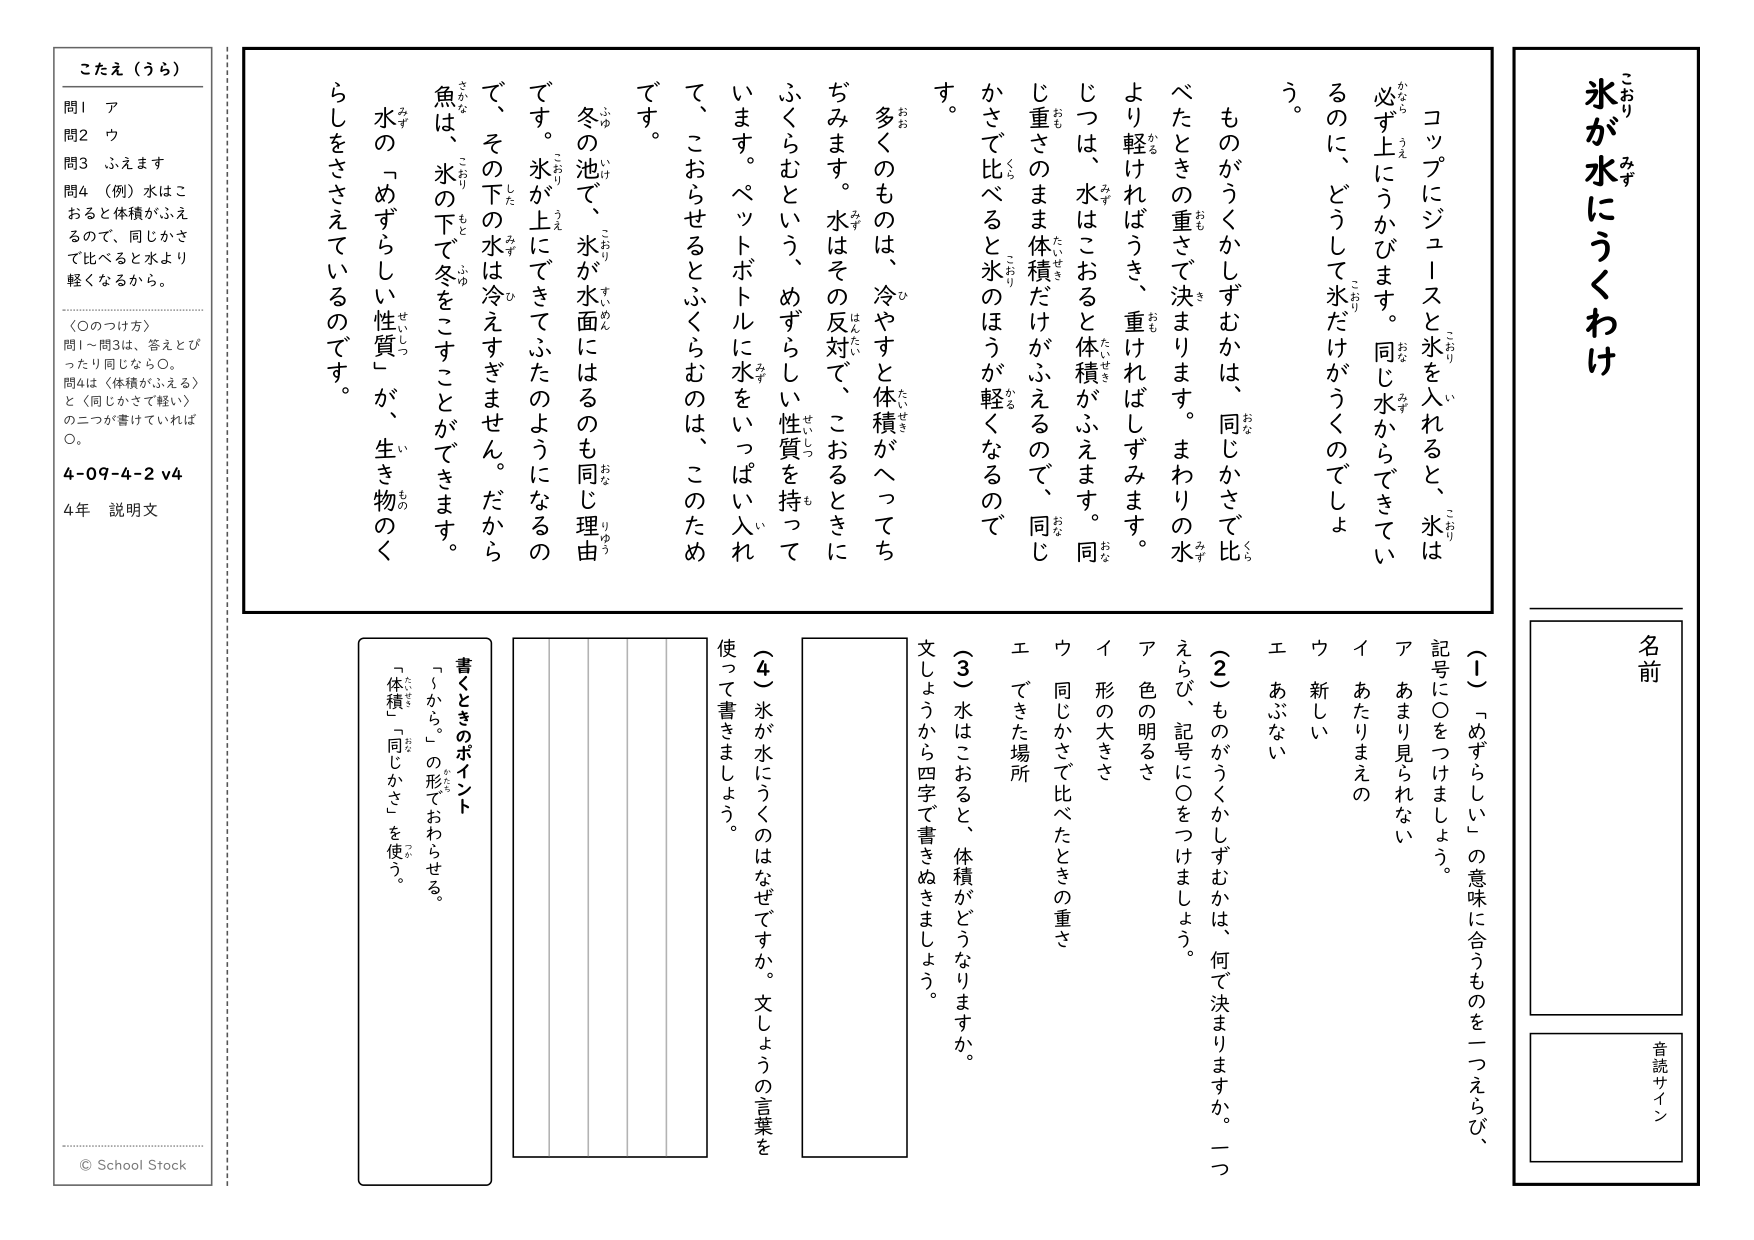 氷が水にうくわけ
こおり
みず
名前
音読サイン
コップにジュースと氷を入れると、氷は
必ず上にうかびます。同じ水からできてい
るのに、どうして氷だけがうくのでしょ
う。
ものがうくかしずむかは、同じかさで比
べたときの重さで決まります。まわりの水
より軽ければうき、重ければしずみます。
じつは、水はこおると体積がふえます。同
じ重さのまま体積だけがふえるので、同じ
かさで比べると氷のほうが軽くなるので
す。
多くのものは、冷やすと体積がへってち
ぢみます。水はその反対で、こおるときに
ふくらむという、めずらしい性質を持って
います。ペットボトルに水をいっぱい入れ
て、こおらせるとふくらむのは、このため
です。
冬の池で、氷が水面にはるのも同じ理由
です。氷が上にできてふたのようになるの
で、その下の水は冷えすぎません。だから
魚は、氷の下で冬をこすことができます。
水の「めずらしい性質」が、生き物のく
らしをささえているのです。
(1)「めずらしい」の意味に合うものを一つえらび、
記号に〇をつけましょう。
ア　あまり見られない
イ　あたりまえの
ウ　新しい
エ　あぶない
(2)ものがうくかしずむかは、何で決まりますか。一つ
えらび、記号に〇をつけましょう。
ア　色の明るさ
イ　形の大きさ
ウ　同じかさで比べたときの重さ
エ　できた場所
(3)水はこおると、体積がどうなりますか。
文しょうから四字で書きぬきましょう。
(4)氷が水にうくのはなぜですか。文しょうの言葉を
使って書きましょう。
書くときのポイント
「〜から。」の形でおわらせる。
「体積」「同じかさ」を使う。
こたえ（うら）
問1　ア
問2　ウ
問3　ふえます
問4　（例）水はこ
おると体積がふえ
るので、同じかさ
で比べると水より
軽くなるから。
〈〇のつけ方〉
問1〜問3は、答えとぴ
ったり同じなら〇。
問4は〈体積がふえる〉
と〈同じかさで軽い〉
の二つが書けていれば
〇。
4-09-4-2 v4
4年　説明文
© School Stock